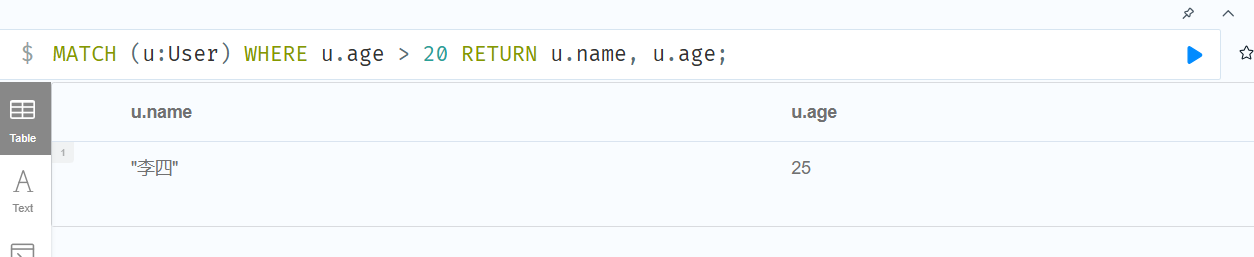 $ MATCH (u:User) WHERE u.age > 20 RETURN u.name, u.age;
u.name u.age
Table
1
"李四" 25
A
Text